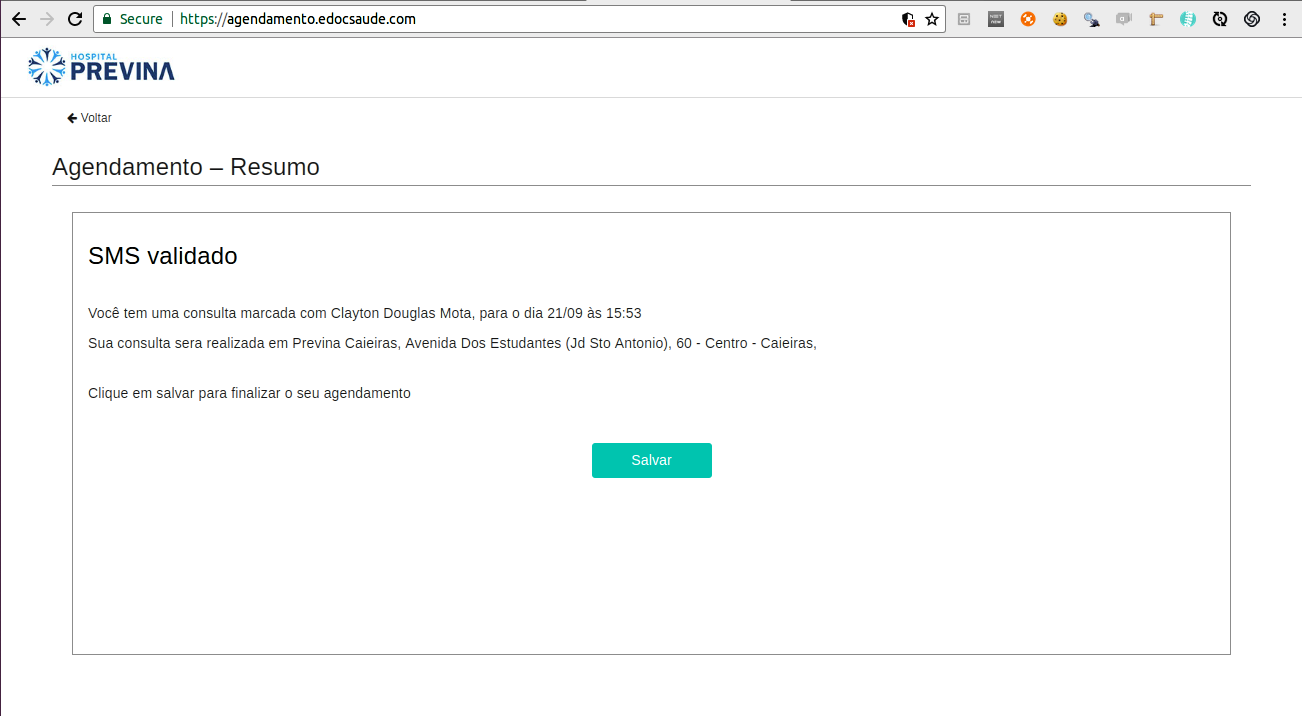 Secure https://agendamento.edocsaude.com
HOSPITAL
PREVINA
Voltar
Agendamento – Resumo
SMS validado
Você tem uma consulta marcada com Clayton Douglas Mota, para o dia 21/09 às 15:53
Sua consulta sera realizada em Previna Caieiras, Avenida Dos Estudantes (Jd Sto Antonio), 60 - Centro - Caieiras,
Clique em salvar para finalizar o seu agendamento
Salvar